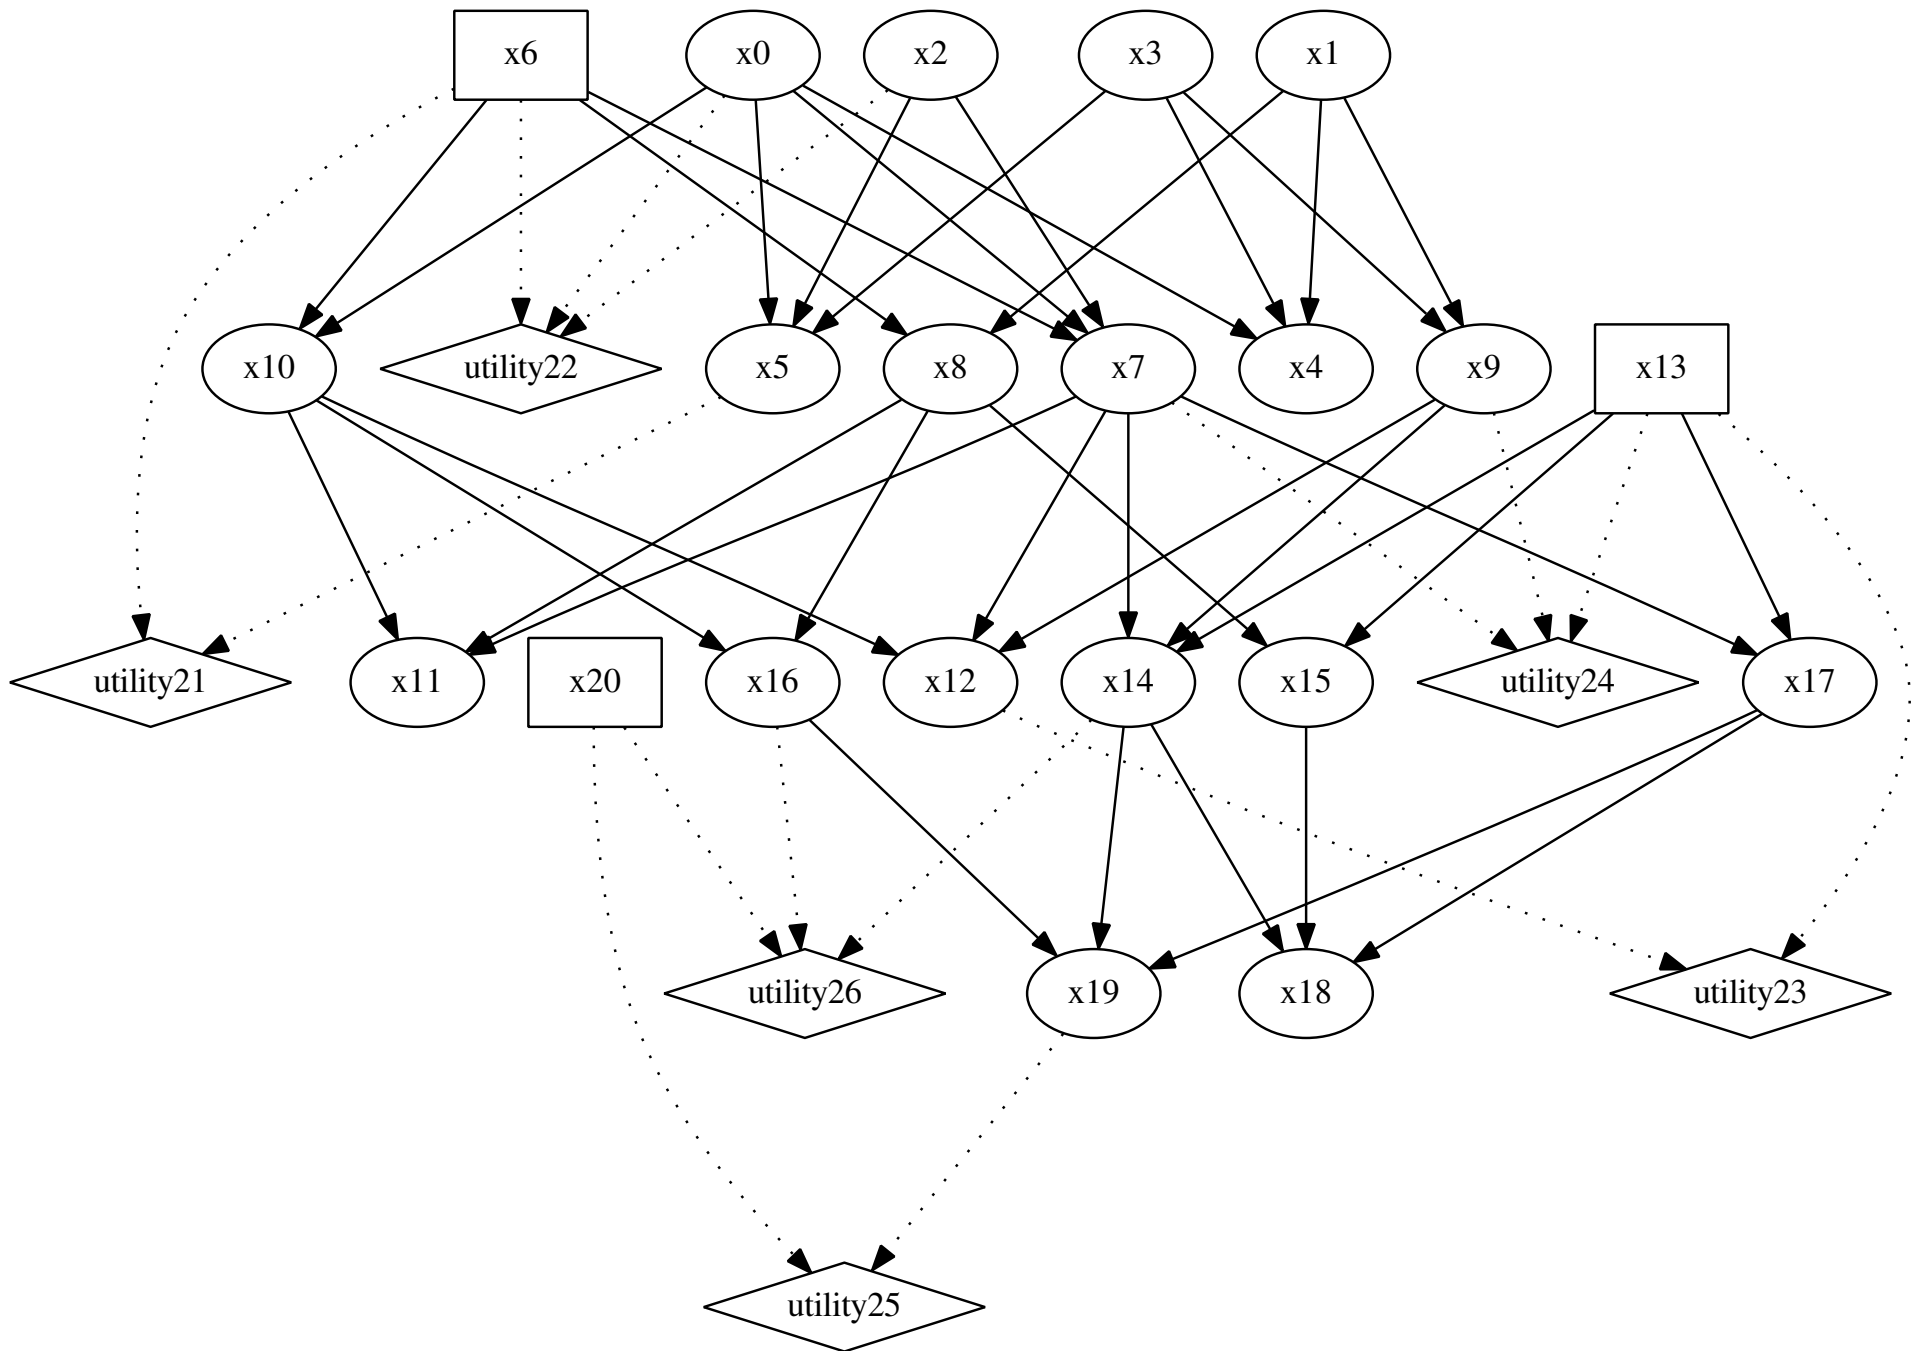 x6 x0 x2 x3 x1
x10 utility22 x5 x8 x7 x4 x9 x13
utility21 x11 x20 x16 x12 x14 x15 utility24 x17
utility26 x19 x18 utility23
utility25